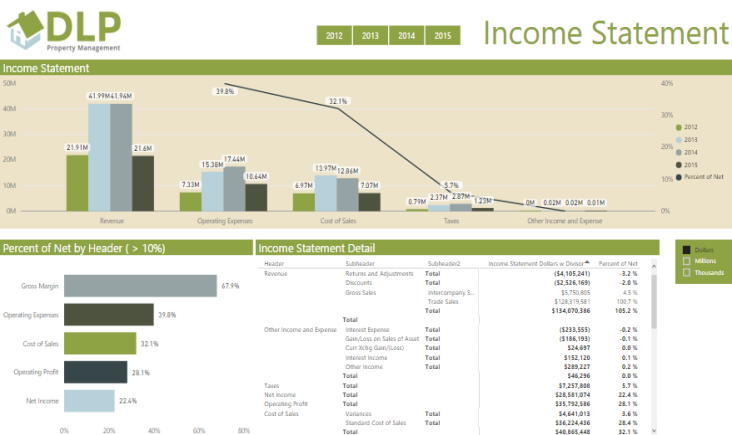 DLP
Property Management
2012 2013 2014 2015
Income Statement
Income Statement
50M
40M
30M
20M
10M
0M
40%
30%
20%
10%
0%
21.91M 41.99M 41.94M 21.6M
7.33M 15.38M 17.44M 10.64M
6.97M 13.97M 12.86M 7.07M
0.79M 2.37M 2.87M 1.23M
0M 0.02M 0.02M 0.01M
39.8%
32.1%
5.7%
Revenue
Operating Expenses
Cost of Sales
Taxes
Other Income and Expense
2012
2013
2014
2015
Percent of Net
Percent of Net by Header ( > 10%)
Gross Margin 67.9%
Operating Expenses 39.8%
Cost of Sales 32.1%
Operating Profit 28.1%
Net Income 22.4%
0% 20% 40% 60% 80%
Income Statement Detail
Header Subheader Subheader2 Income Statement Dollars w Divisor Percent of Net
Revenue Returns and Adjustments Total ($4,105,241) -3.2 %
Discounts Total ($2,526,169) -2.0 %
Gross Sales Intercompany S... $5,750,805 4.5 %
Trade Sales $128,319,581 100.7 %
Total $134,070,386 105.2 %
Total
Other Income and Expense Interest Expense Total ($233,555) -0.2 %
Gain/Loss on Sales of Asset Total ($186,193) -0.1 %
Curr Xchg Gain/(Loss) Total $24,697 0.0 %
Interest Income Total $152,120 0.1 %
Other Income Total $289,227 0.2 %
Total $46,296 0.0 %
Taxes Total $7,257,808 5.7 %
Net Income Total $28,581,074 22.4 %
Operating Profit Total $35,792,586 28.1 %
Cost of Sales Variances Total $4,641,013 3.6 %
Standard Cost of Sales Total $36,224,436 28.4 %
Total $40,865,448 32.1 %
Dollars
Millions
Thousands